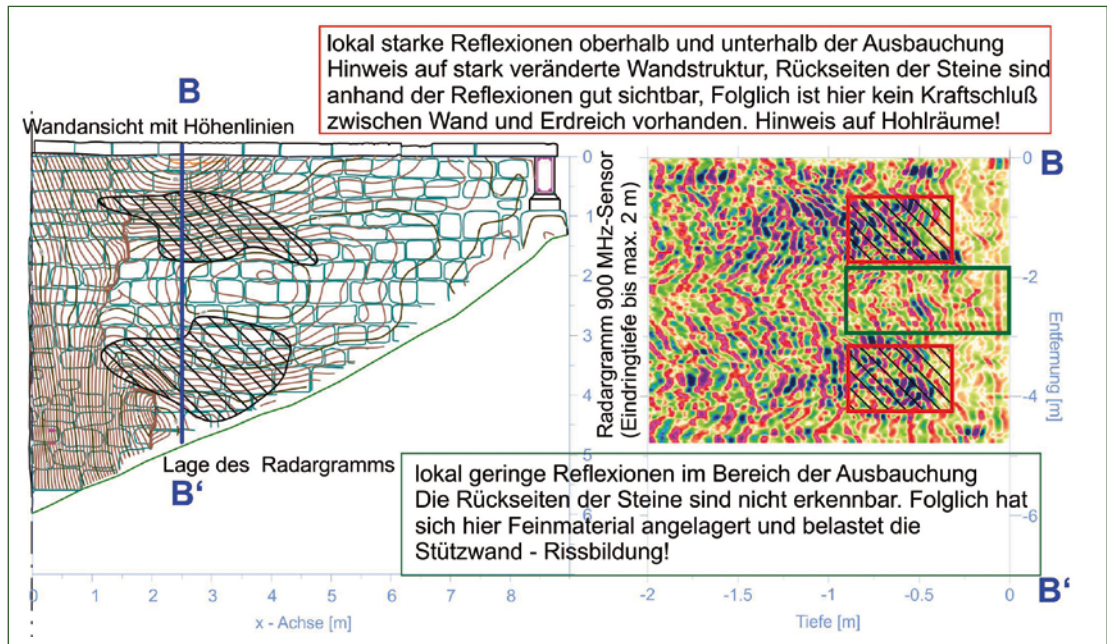 lokal starke Reflexionen oberhalb und unterhalb der Ausbauchung
Hinweis auf stark veränderte Wandstruktur, Rückseiten der Steine sind
anhand der Reflexionen gut sichtbar, Folglich ist hier kein Kraftschluß
zwischen Wand und Erdreich vorhanden. Hinweis auf Hohlräume!
B
Wandansicht mit Höhenlinien
0
1
2
3
4
5
6
Lage des Radargramms
B‘
0 1 2 3 4 5 6 7 8
x - Achse [m]
Radargramm 900 MHz-Sensor
(Eindringtiefe bis max. 2 m)
0
-2
-4
-6
B
Entfernung [m]
B‘
lokal geringe Reflexionen im Bereich der Ausbauchung
Die Rückseiten der Steine sind nicht erkennbar. Folglich hat
sich hier Feinmaterial angelagert und belastet die
Stützwand - Rissbildung!
-2 -1.5 -1 -0.5 0
Tiefe [m]